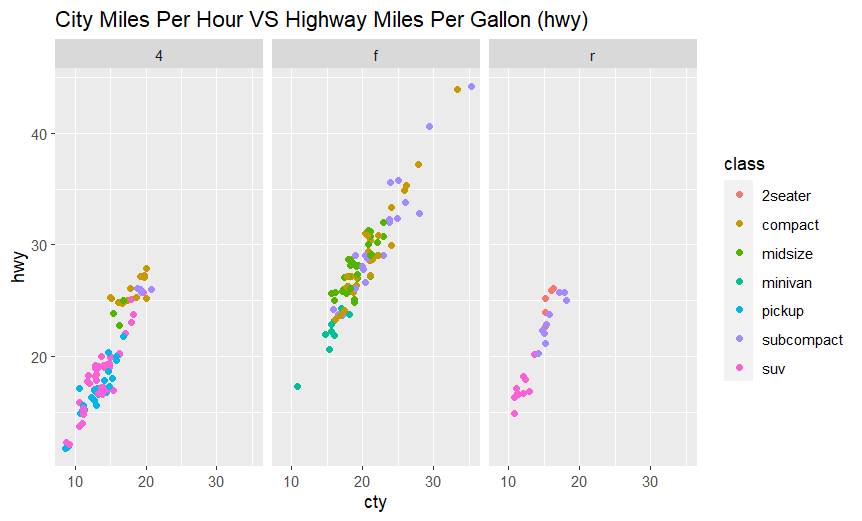 City Miles Per Hour VS Highway Miles Per Gallon (hwy)
4 f r
40
30
20
hwy
10 20 30 10 20 30 10 20 30
cty
class
2seater
compact
midsize
minivan
pickup
subcompact
suv